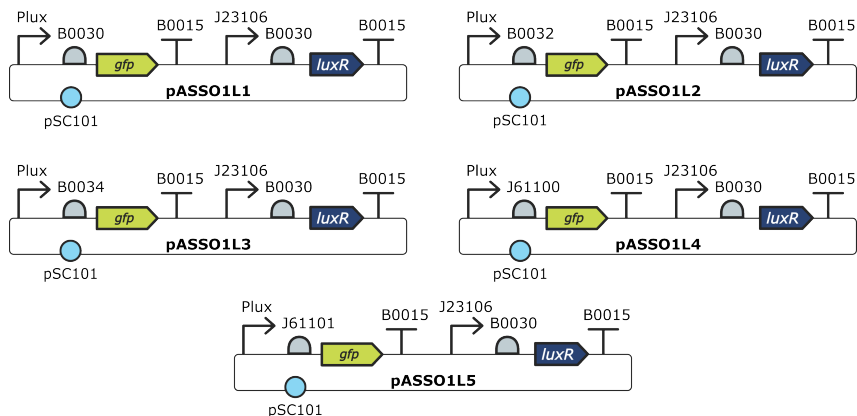 Plux B0030 B0015 J23106 B0030 B0015
gfp luxR
pASSO1L1
pSC101
Plux B0032 B0015 J23106 B0030 B0015
gfp luxR
pASSO1L2
pSC101
Plux B0034 B0015 J23106 B0030 B0015
gfp luxR
pASSO1L3
pSC101
Plux J61100 B0015 J23106 B0030 B0015
gfp luxR
pASSO1L4
pSC101
Plux J61101 B0015 J23106 B0030 B0015
gfp luxR
pASSO1L5
pSC101